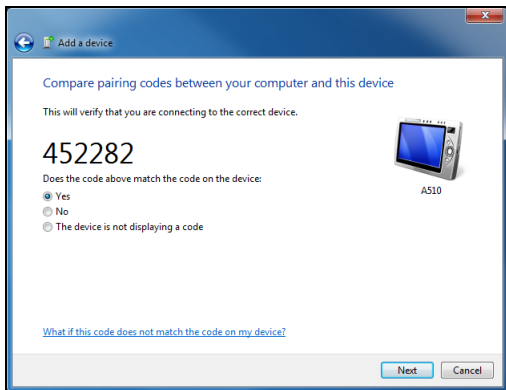 Add a device
Compare pairing codes between your computer and this device
This will verify that you are connecting to the correct device.
452282
Does the code above match the code on the device:
Yes
No
The device is not displaying a code
A510
What if this code does not match the code on my device?
Next Cancel